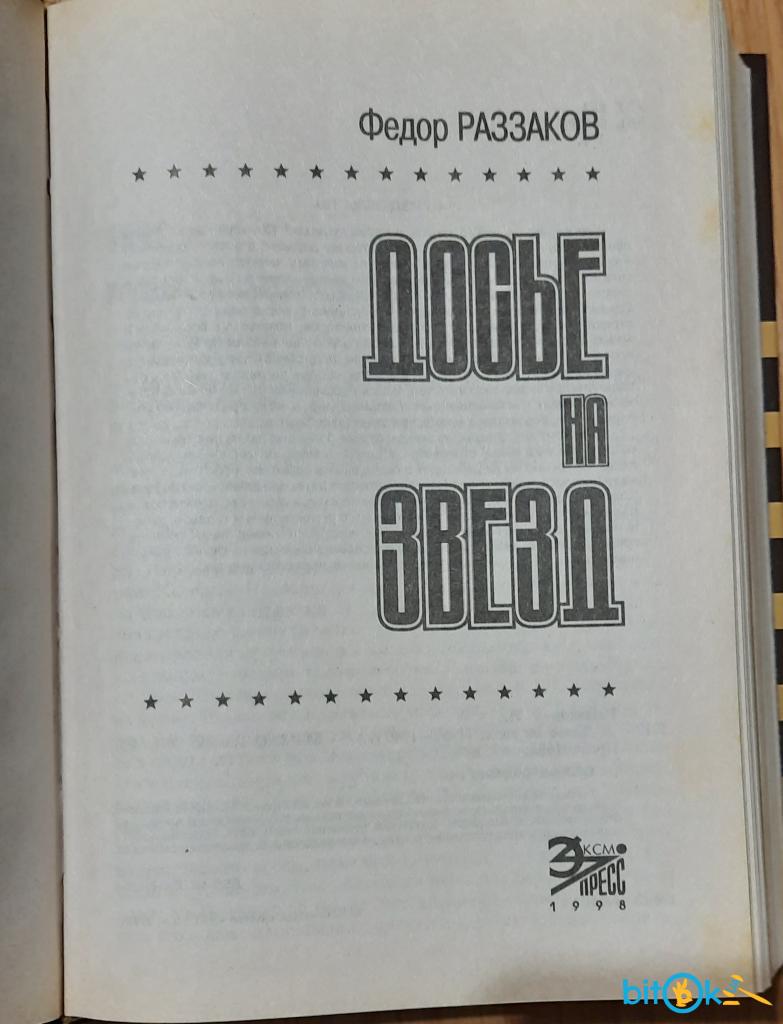 Федор РАЗЗАКОВ
ДОСЬЕ
НА
ЗВЕЗД
ЭКСМО
ПРЕСС
1998
bitok